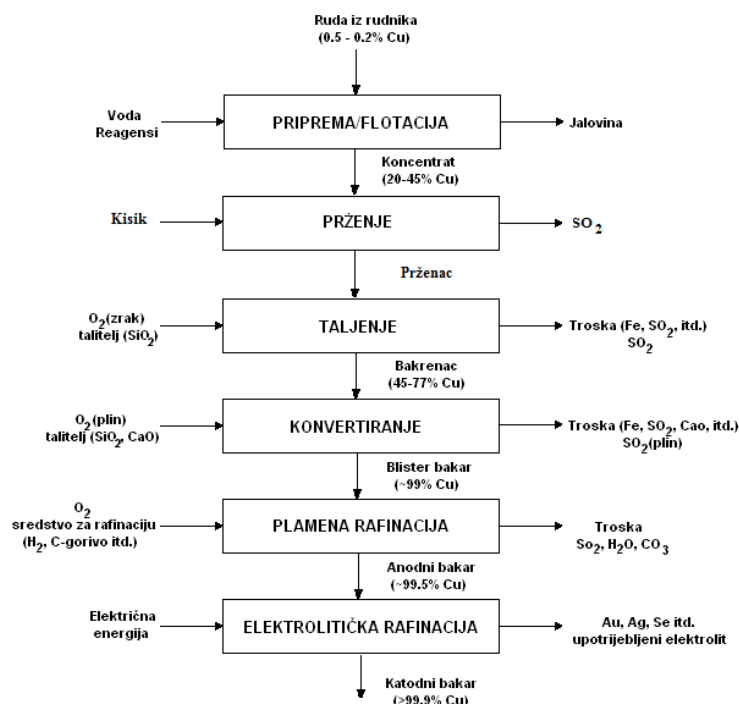 Ruda iz rudnika
(0.5 - 0.2% Cu)
Voda
Reagensi
PRIPREMA/FLOTACIJA
Jalovina
Koncentrat
(20-45% Cu)
Kisik
PRŽENJE
SO2
Prženac
O2(zrak)
talitelj (SiO2)
TALJENJE
Troska (Fe, SO2, itd.)
SO2
Bakrenac
(45-77% Cu)
O2(plin)
talitelj (SiO2, CaO)
KONVERTIRANJE
Troska (Fe, SO2, Cao, itd.)
SO2(plin)
Blister bakar
(~99% Cu)
O2
sredstvo za rafinaciju
(H2, C-gorivo itd.)
PLAMENA RAFINACIJA
Troska
So2, H2O, CO3
Anodni bakar
(~99.5% Cu)
Električna
energija
ELEKTROLITIČKA RAFINACIJA
Au, Ag, Se itd.
upotrijebljeni elektrolit
Katodni bakar
(>99.9% Cu)